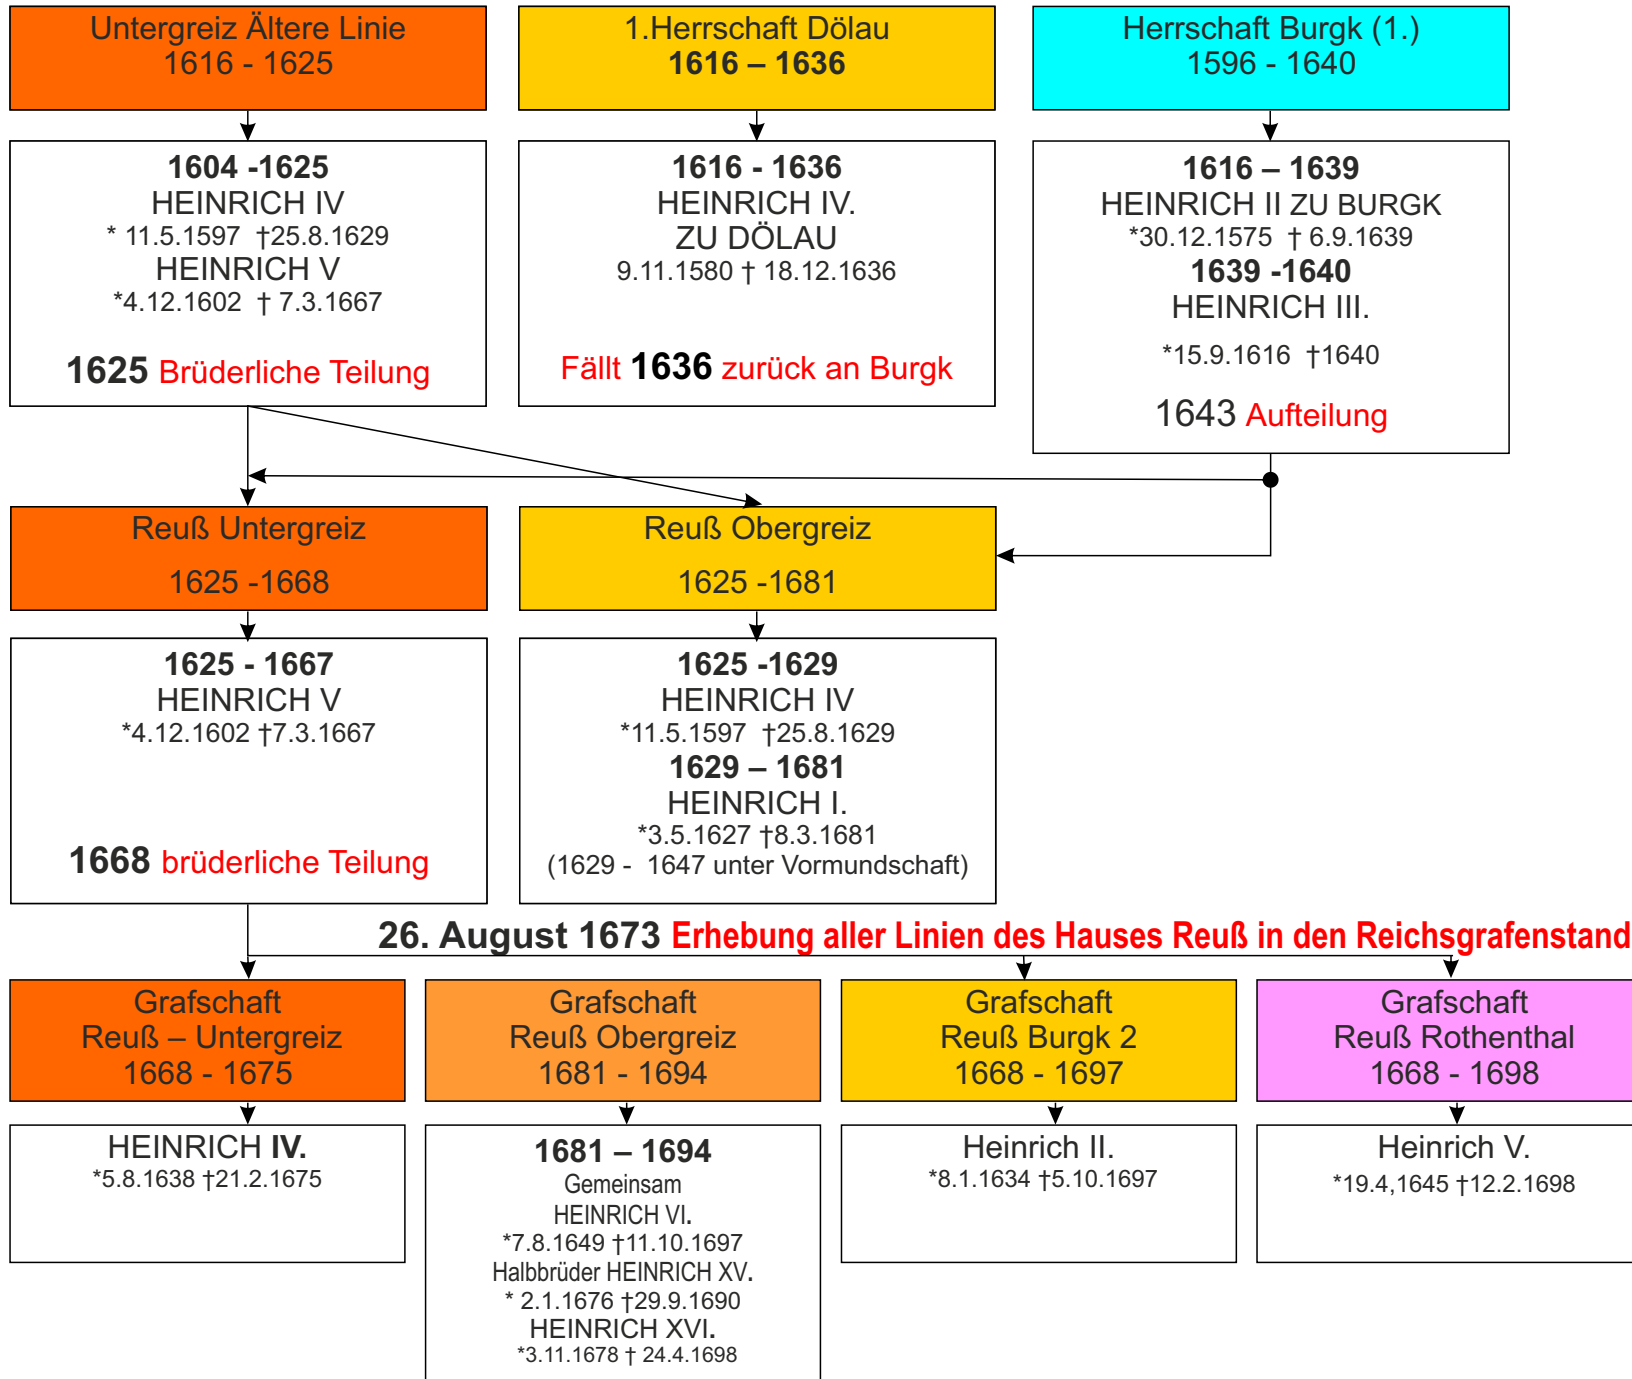 Untergreiz Ältere Linie
1616 - 1625
1.Herrschaft Dölau
1616 – 1636
Herrschaft Burgk (1.)
1596 - 1640
1604 -1625
HEINRICH IV
* 11.5.1597 †25.8.1629
HEINRICH V
*4.12.1602 † 7.3.1667
1625 Brüderliche Teilung
1616 - 1636
HEINRICH IV.
ZU DÖLAU
9.11.1580 † 18.12.1636
Fällt 1636 zurück an Burgk
1616 – 1639
HEINRICH II ZU BURGK
*30.12.1575 † 6.9.1639
1639 -1640
HEINRICH III.
*15.9.1616 †1640
1643 Aufteilung
Reuß Untergreiz
1625 -1668
Reuß Obergreiz
1625 -1681
1625 - 1667
HEINRICH V
*4.12.1602 †7.3.1667
1668 brüderliche Teilung
1625 -1629
HEINRICH IV
*11.5.1597 †25.8.1629
1629 – 1681
HEINRICH I.
*3.5.1627 †8.3.1681
(1629 - 1647 unter Vormundschaft)
26. August 1673 Erhebung aller Linien des Hauses Reuß in den Reichsgrafenstand
Grafschaft
Reuß – Untergreiz
1668 - 1675
Grafschaft
Reuß Obergreiz
1681 - 1694
Grafschaft
Reuß Burgk 2
1668 - 1697
Grafschaft
Reuß Rothenthal
1668 - 1698
HEINRICH IV.
*5.8.1638 †21.2.1675
1681 – 1694
Gemeinsam
HEINRICH VI.
*7.8.1649 †11.10.1697
Halbbrüder HEINRICH XV.
* 2.1.1676 †29.9.1690
HEINRICH XVI.
*3.11.1678 † 24.4.1698
Heinrich II.
*8.1.1634 †5.10.1697
Heinrich V.
*19.4,1645 †12.2.1698